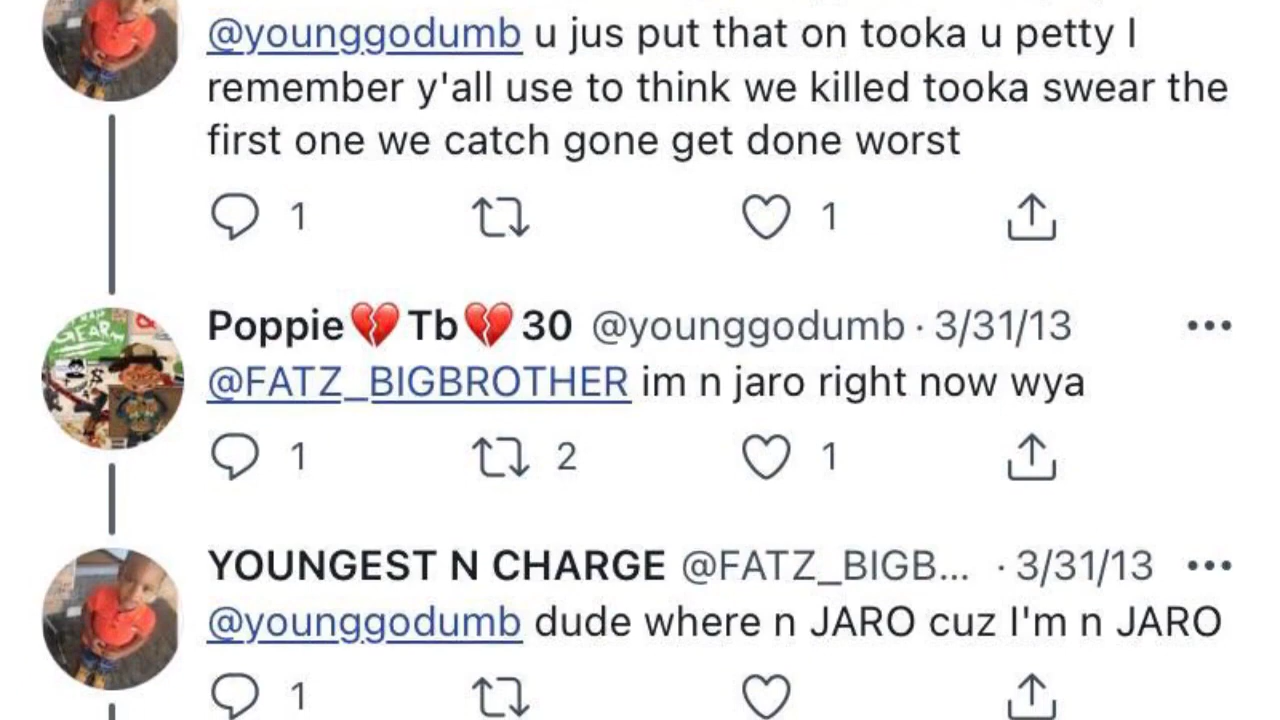 @younggodumb u jus put that on tooka u petty I
remember y'all use to think we killed tooka swear the
first one we catch gone get done worst
1
1
GEAR
&
Poppie💔Tb💔30 @younggodumb · 3/31/13
@FATZ_BIGBROTHER im n jaro right now wya
1
2
1
YOUNGEST N CHARGE @FATZ_BIGB... · 3/31/13
@younggodumb dude where n JARO cuz I'm n JARO
1